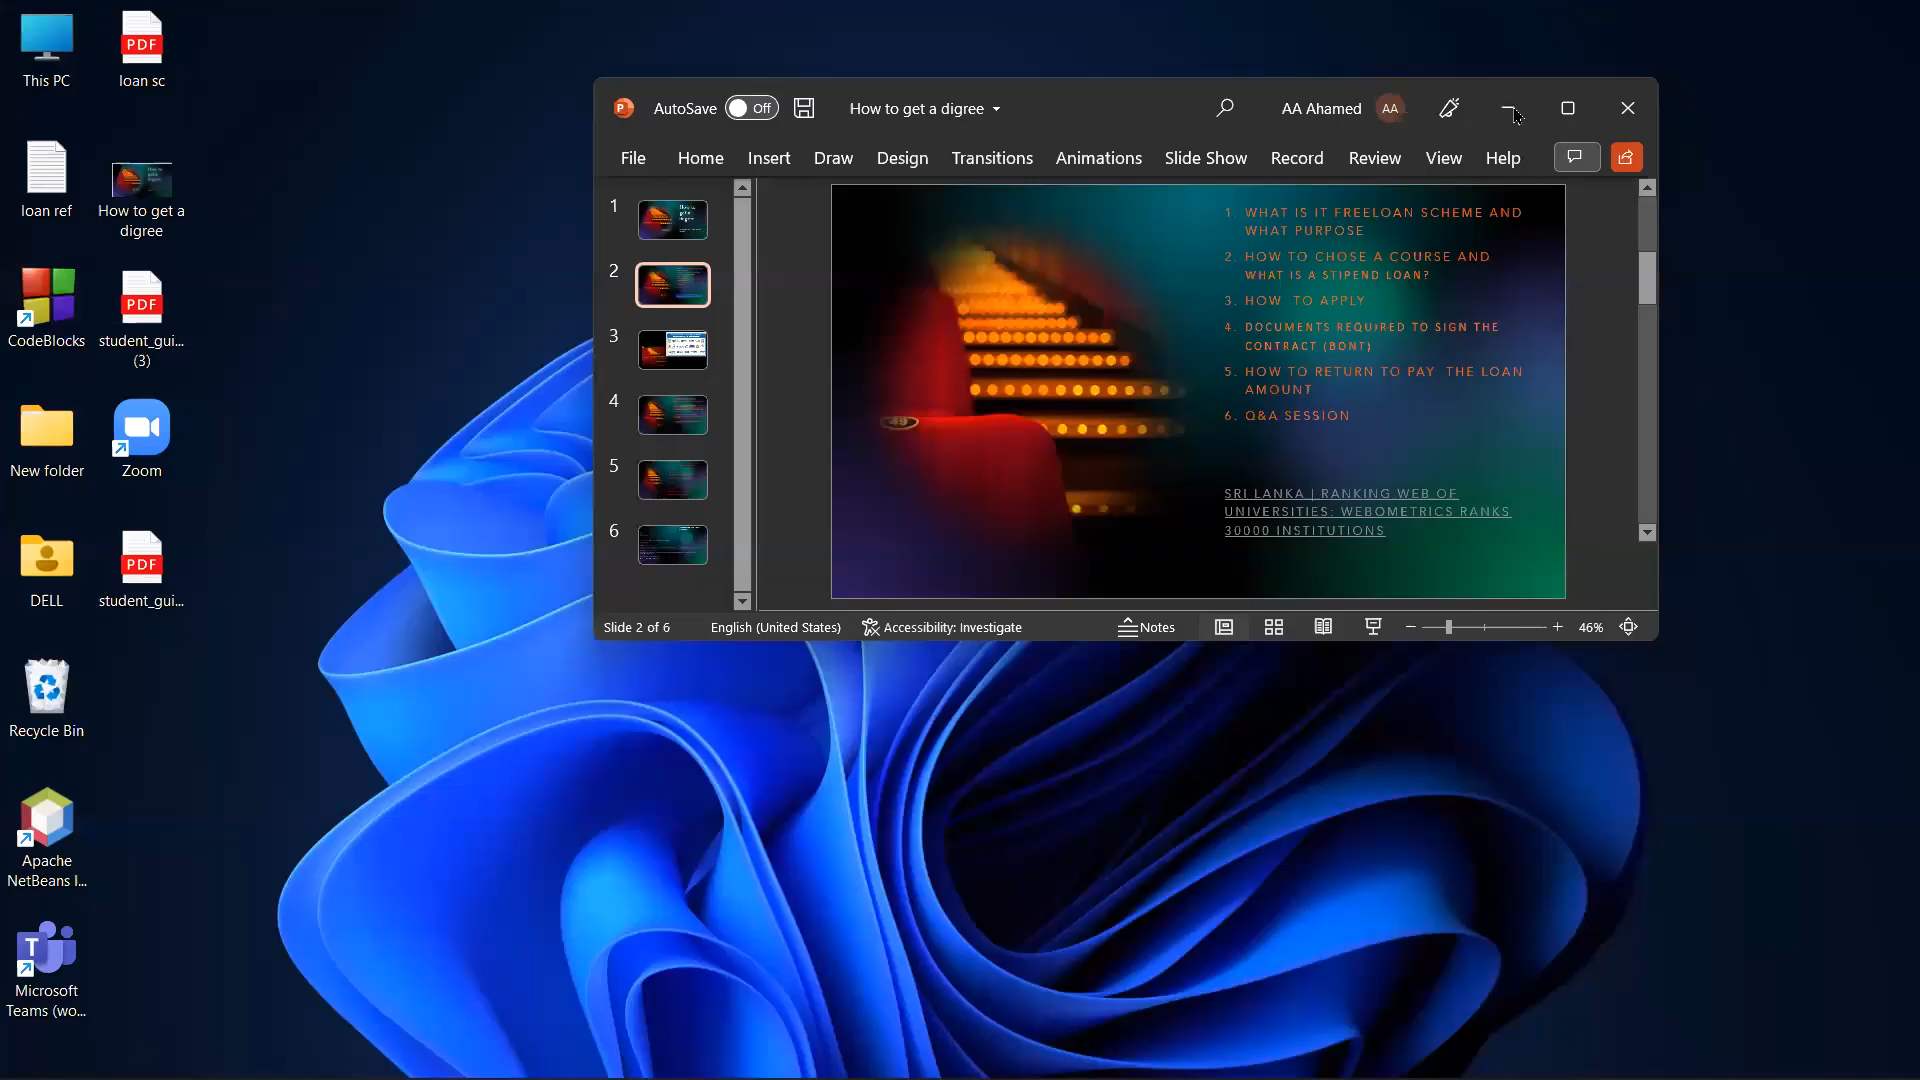 This PC
loan sc
loan ref
How to get a
digree
CodeBlocks
student_gui...
(3)
New folder
Zoom
DELL
student_gui...
Recycle Bin
Apache
NetBeans I...
Microsoft
Teams (wo...
PDF
PDF
PDF
T
P
AutoSave
Off
How to get a digree
AA Ahamed
AA
File
Home
Insert
Draw
Design
Transitions
Animations
Slide Show
Record
Review
View
Help
1
2
3
4
5
6
1. WHAT IS IT FREELOAN SCHEME AND
WHAT PURPOSE
2. HOW TO CHOSE A COURSE AND
WHAT IS A STIPEND LOAN?
3. HOW TO APPLY
4. DOCUMENTS REQUIRED TO SIGN THE
CONTRACT (BONT)
5. HOW TO RETURN TO PAY THE LOAN
AMOUNT
6. Q&A SESSION
49
SRI LANKA | RANKING WEB OF
UNIVERSITIES: WEBOMETRICS RANKS
30000 INSTITUTIONS
Slide 2 of 6
English (United States)
Accessibility: Investigate
Notes
46%